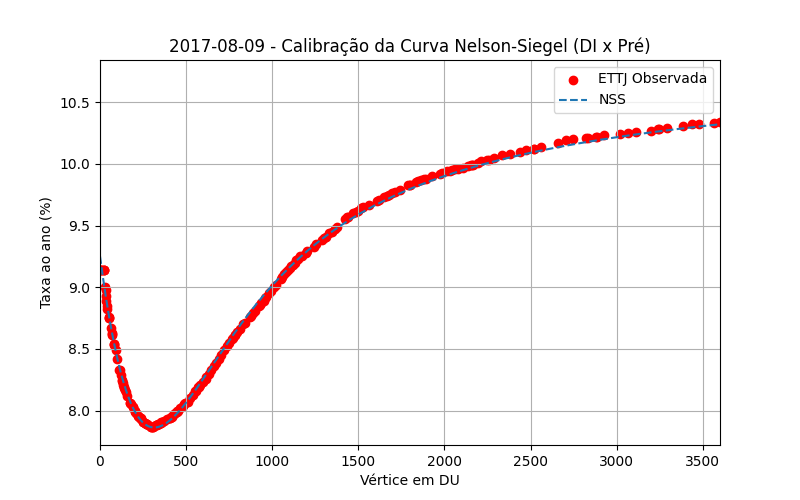 2017-08-09 - Calibração da Curva Nelson-Siegel (DI x Pré)
ETTJ Observada
NSS
Taxa ao ano (%)
10.5
10.0
9.5
9.0
8.5
8.0
0 500 1000 1500 2000 2500 3000 3500
Vértice em DU